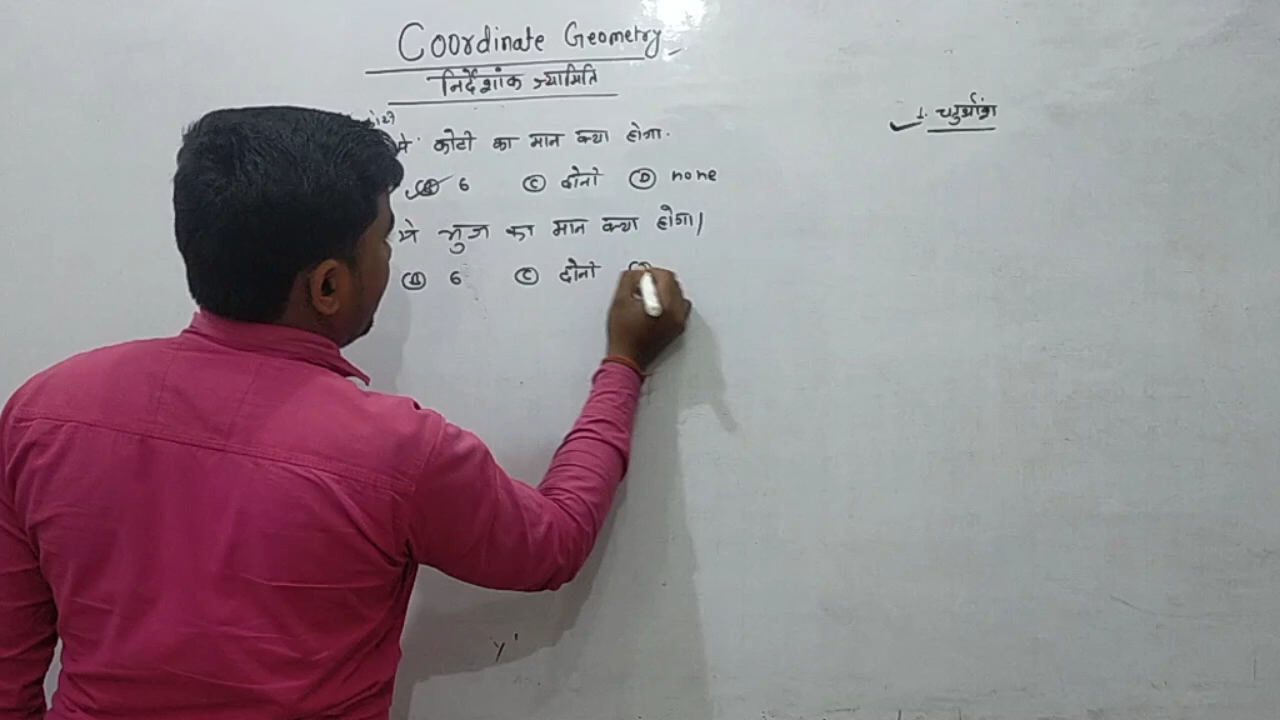 Coordinate Geometry
निर्देशांक ज्यामिति
1. चतुर्थांश
में कोटी का मान क्या होगा.
B 6 C दोनों D none
में भुज का मान क्या होगा।
B 6 C दोनों
y'